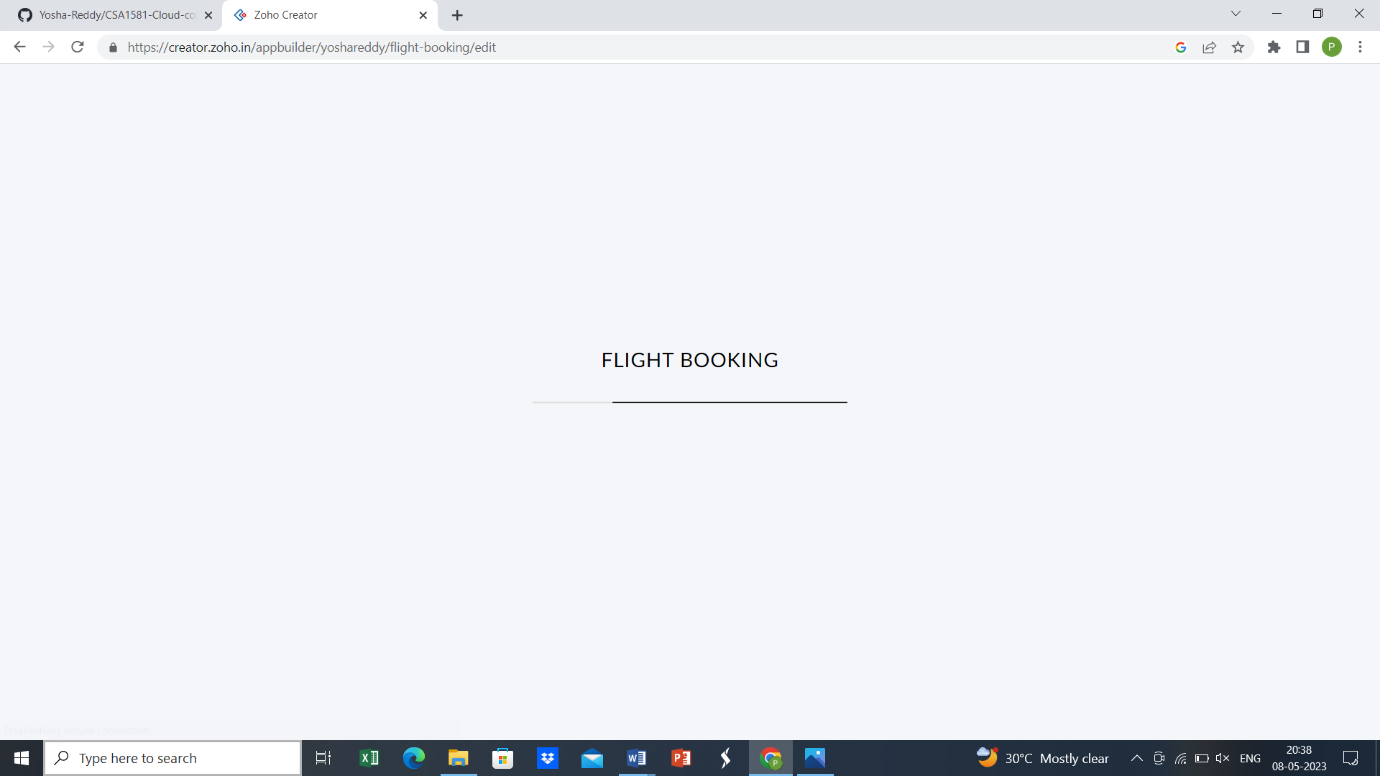 Yosha-Reddy/CSA1581-Cloud-co
Zoho Creator
https://creator.zoho.in/appbuilder/yoshareddy/flight-booking/edit
P
FLIGHT BOOKING
Type here to search
30°C Mostly clear
ENG
20:38
08-05-2023